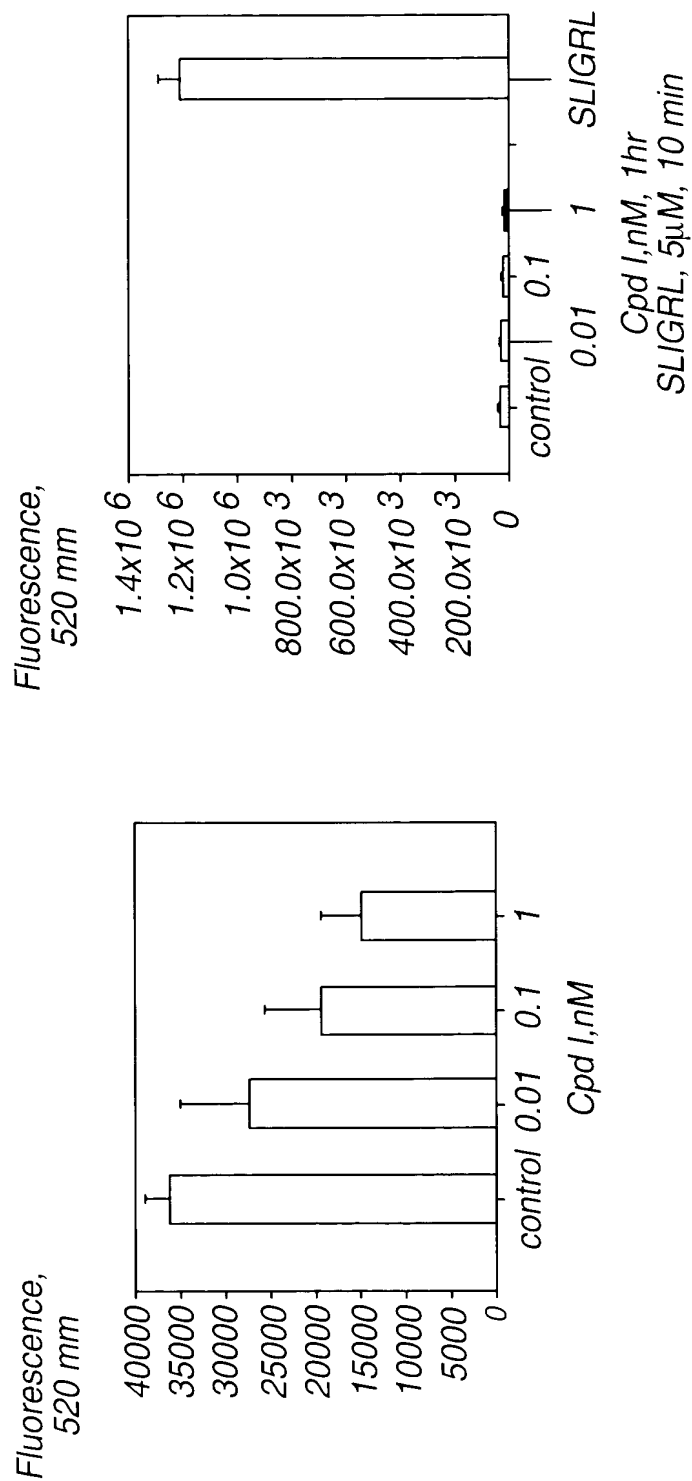 Fluorescence,
520 mm
40000
35000
30000
25000
20000
15000
10000
5000
0
control 0.01 0.1 1
Cpd I,nM
Fluorescence,
520 mm
1.4x10 6
1.2x10 6
1.0x10 6
800.0x10 3
600.0x10 3
400.0x10 3
200.0x10 3
0
control 0.01 0.1 1 SLIGRL
Cpd I,nM, 1hr
SLIGRL, 5µM, 10 min